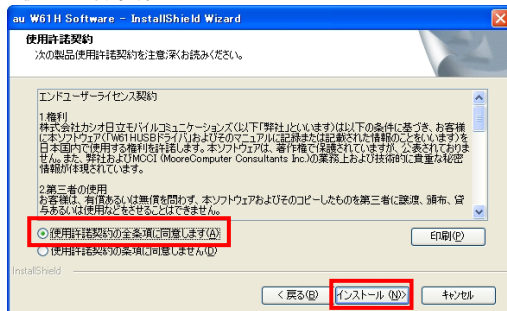 au W61H Software - InstallShield Wizard
使用許諾契約
次の製品使用許諾契約を注意深くお読みください。
エンドユーザーライセンス契約
1.権利
株式会社カシオ日立モバイルコミュニケーションズ(以下「弊社」といいます)は以下の条件に基づき、お客様
に本ソフトウェア(「W61HUSBドライバ」およびそのマニュアルに記録または記載された情報のことをいいます)を
日本国内で使用する権利を許諾します。本ソフトウェアは、著作権で保護されていますが、公表されておりま
せん。また、弊社およびMCCI (MooreComputer Consultants Inc.)の業務上および技術的に貴重な秘密
情報が体現されています。
2.第三者の使用
お客様は、有償あるいは無償を問わず、本ソフトウェアおよびそのコピーしたものを第三者に譲渡、頒布、貸
与あるいは使用などをさせることはできません。
使用許諾契約の全条項に同意します(A)
印刷(P)
使用許諾契約の条項に同意しません(D)
InstallShield
< 戻る(B)
インストール (N)>
キャンセル